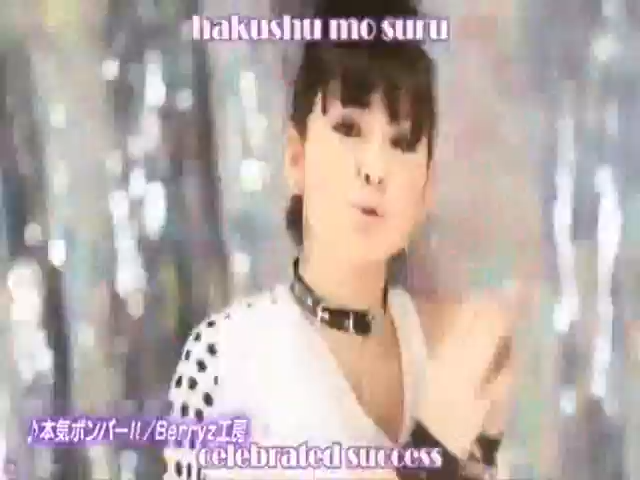 hakushu mo suru
♪本気ボンバー!!/Berryz工房
celebrated success